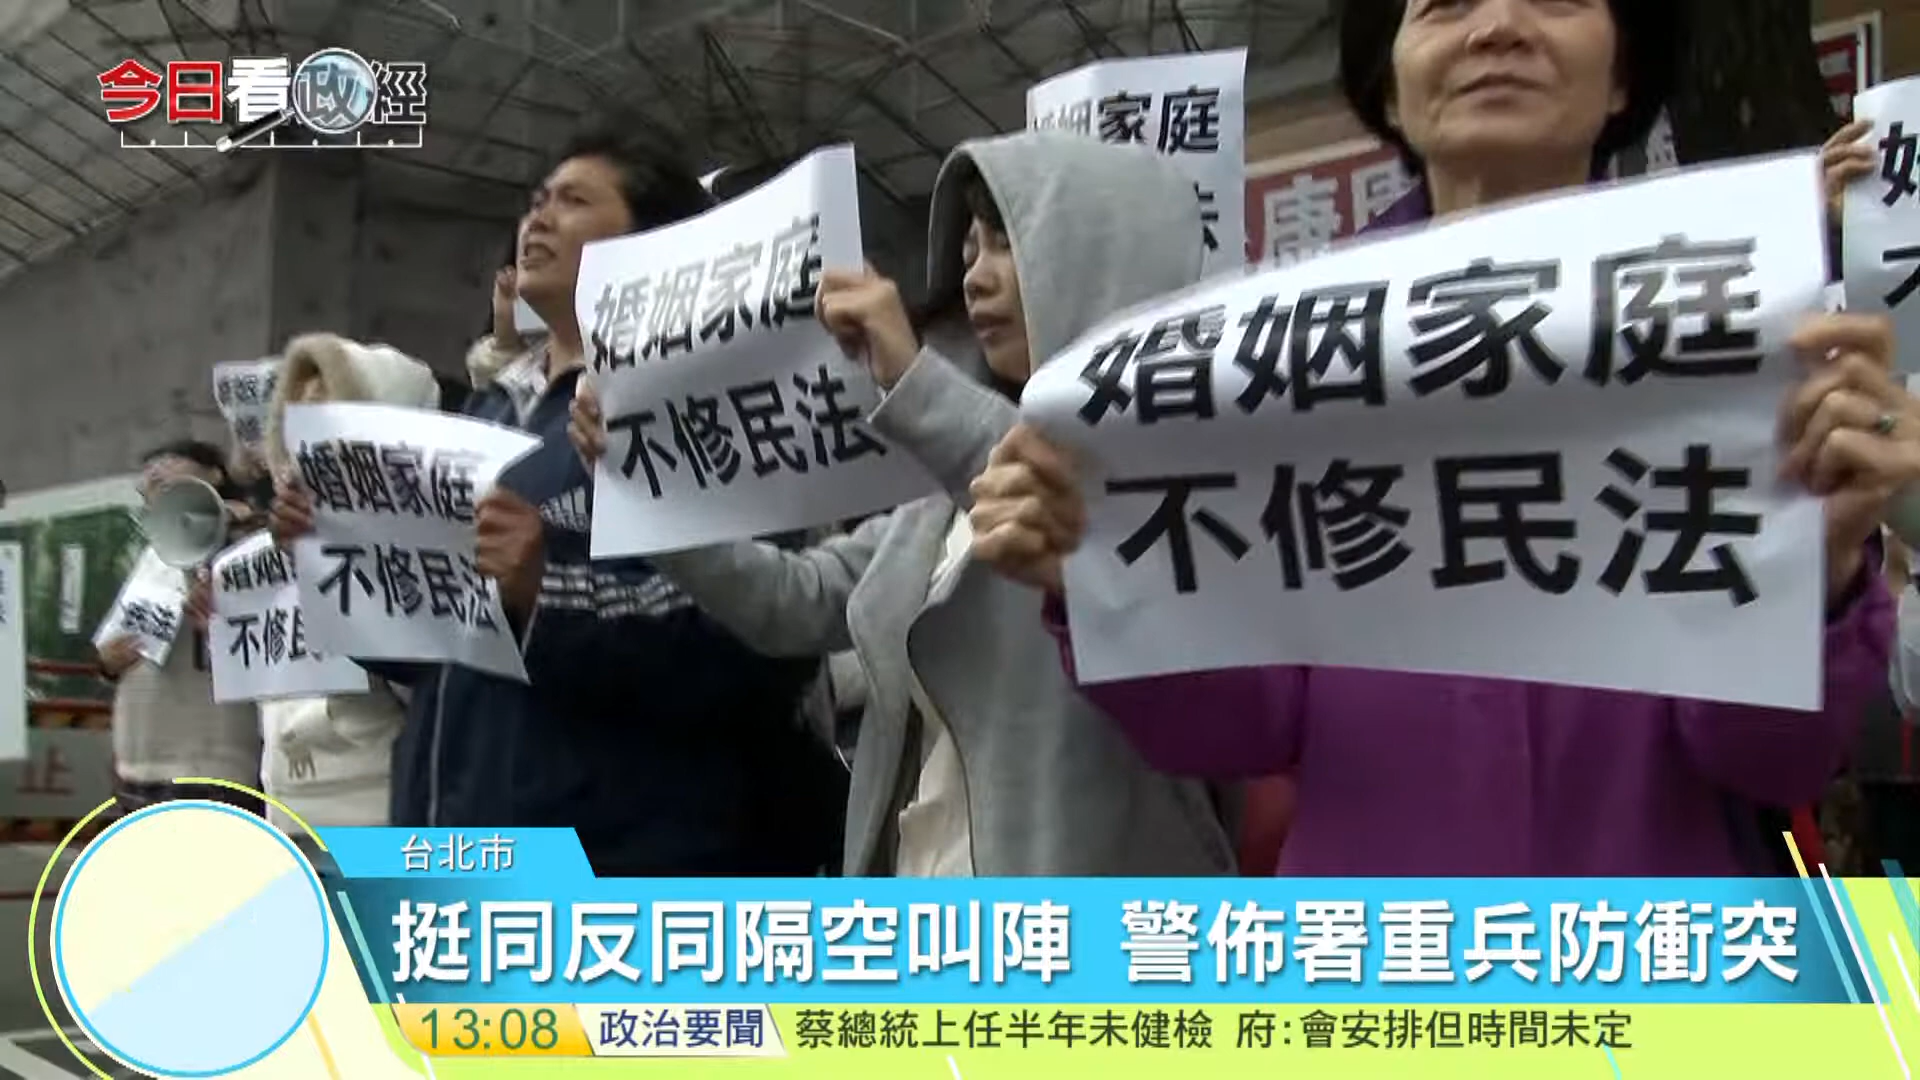 今日看政經
婚姻家庭
婚姻家庭
不修民法
婚姻家庭
不修民法
婚姻家庭
不修民法
婚姻
不修民
止
台北市
挺同反同隔空叫陣 警佈署重兵防衝突
13:08 政治要聞 蔡總統上任半年未健檢 府:會安排但時間未定